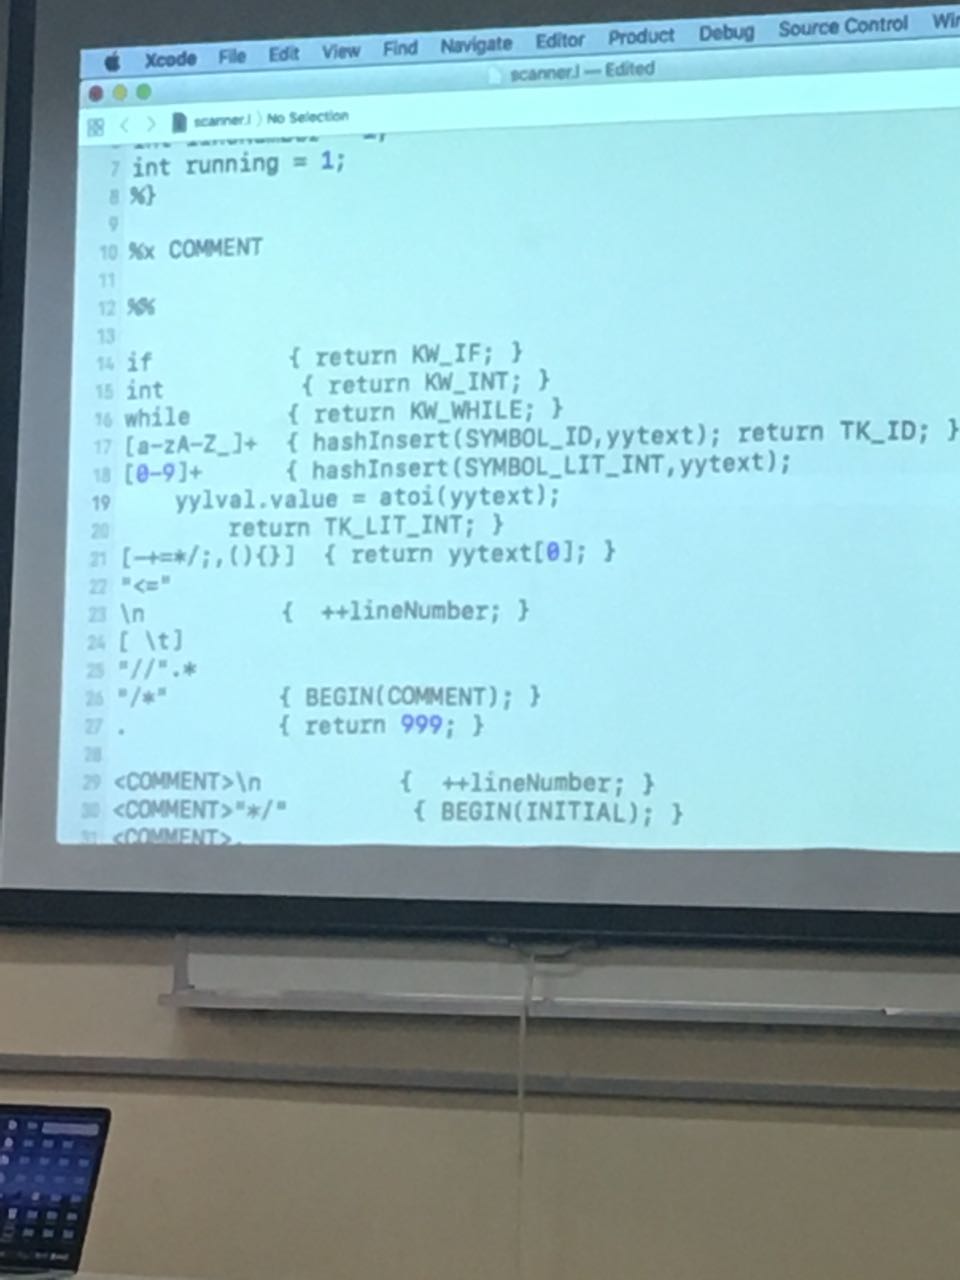 Xcode File Edit View Find Navigate Editor Product Debug Source Control
scanner.l — Edited
scanner.l No Selection
7 int running = 1;
8 %}
9
10 %x COMMENT
11
12 %%
13
14 if { return KW_IF; }
15 int { return KW_INT; }
16 while { return KW_WHILE; }
17 [a-zA-Z_]+ { hashInsert(SYMBOL_ID,yytext); return TK_ID; }
18 [0-9]+ { hashInsert(SYMBOL_LIT_INT,yytext);
19 yylval.value = atoi(yytext);
20 return TK_LIT_INT; }
21 [-+=*/;,(){}] { return yytext[0]; }
22 "<="
23 \n { ++lineNumber; }
24 [ \t]
25 "//".*
26 "/*" { BEGIN(COMMENT); }
27 . { return 999; }
28
29 <COMMENT>\n { ++lineNumber; }
30 <COMMENT>"*/" { BEGIN(INITIAL); }
31 <COMMENT>.